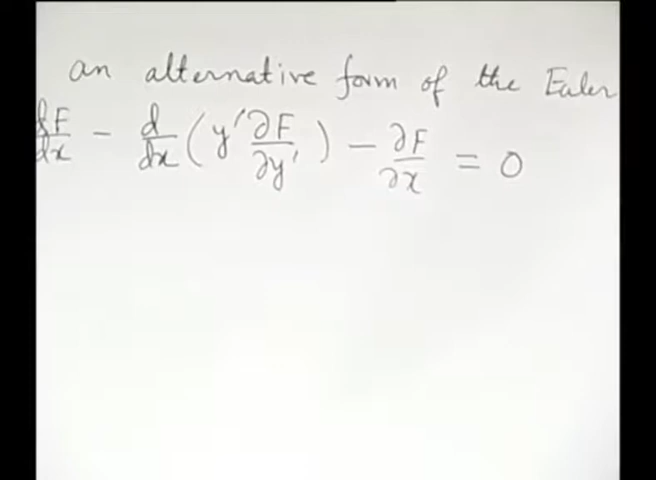 an alternative form of the Euler
dF/dx - d/dx (y' ∂F/∂y') - ∂F/∂x = 0